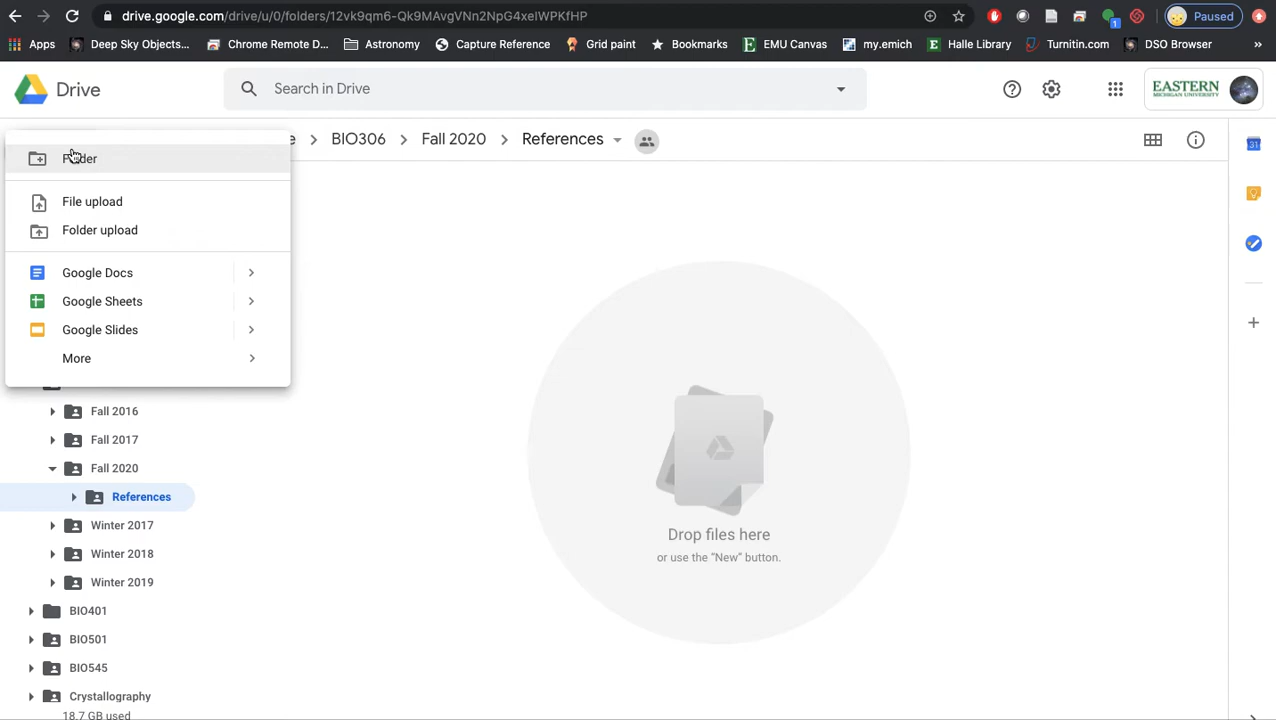 drive.google.com/drive/u/0/folders/12vk9qm6-Qk9MAvgVNn2NpG4xelWPKfHP
1
Paused
Apps
Deep Sky Objects...
Chrome Remote D...
Astronomy
Capture Reference
Grid paint
Bookmarks
EMU Canvas
my.emich
Halle Library
Turnitin.com
DSO Browser
»
Drive
Search in Drive
EASTERN
MICHIGAN UNIVERSITY
e > BIO306 > Fall 2020 > References
Folder
File upload
Folder upload
Google Docs
Google Sheets
Google Slides
More
31
Fall 2016
Fall 2017
Fall 2020
References
Winter 2017
Winter 2018
Winter 2019
BIO401
BIO501
BIO545
Crystallography
18.7 GB used
Drop files here
or use the “New” button.